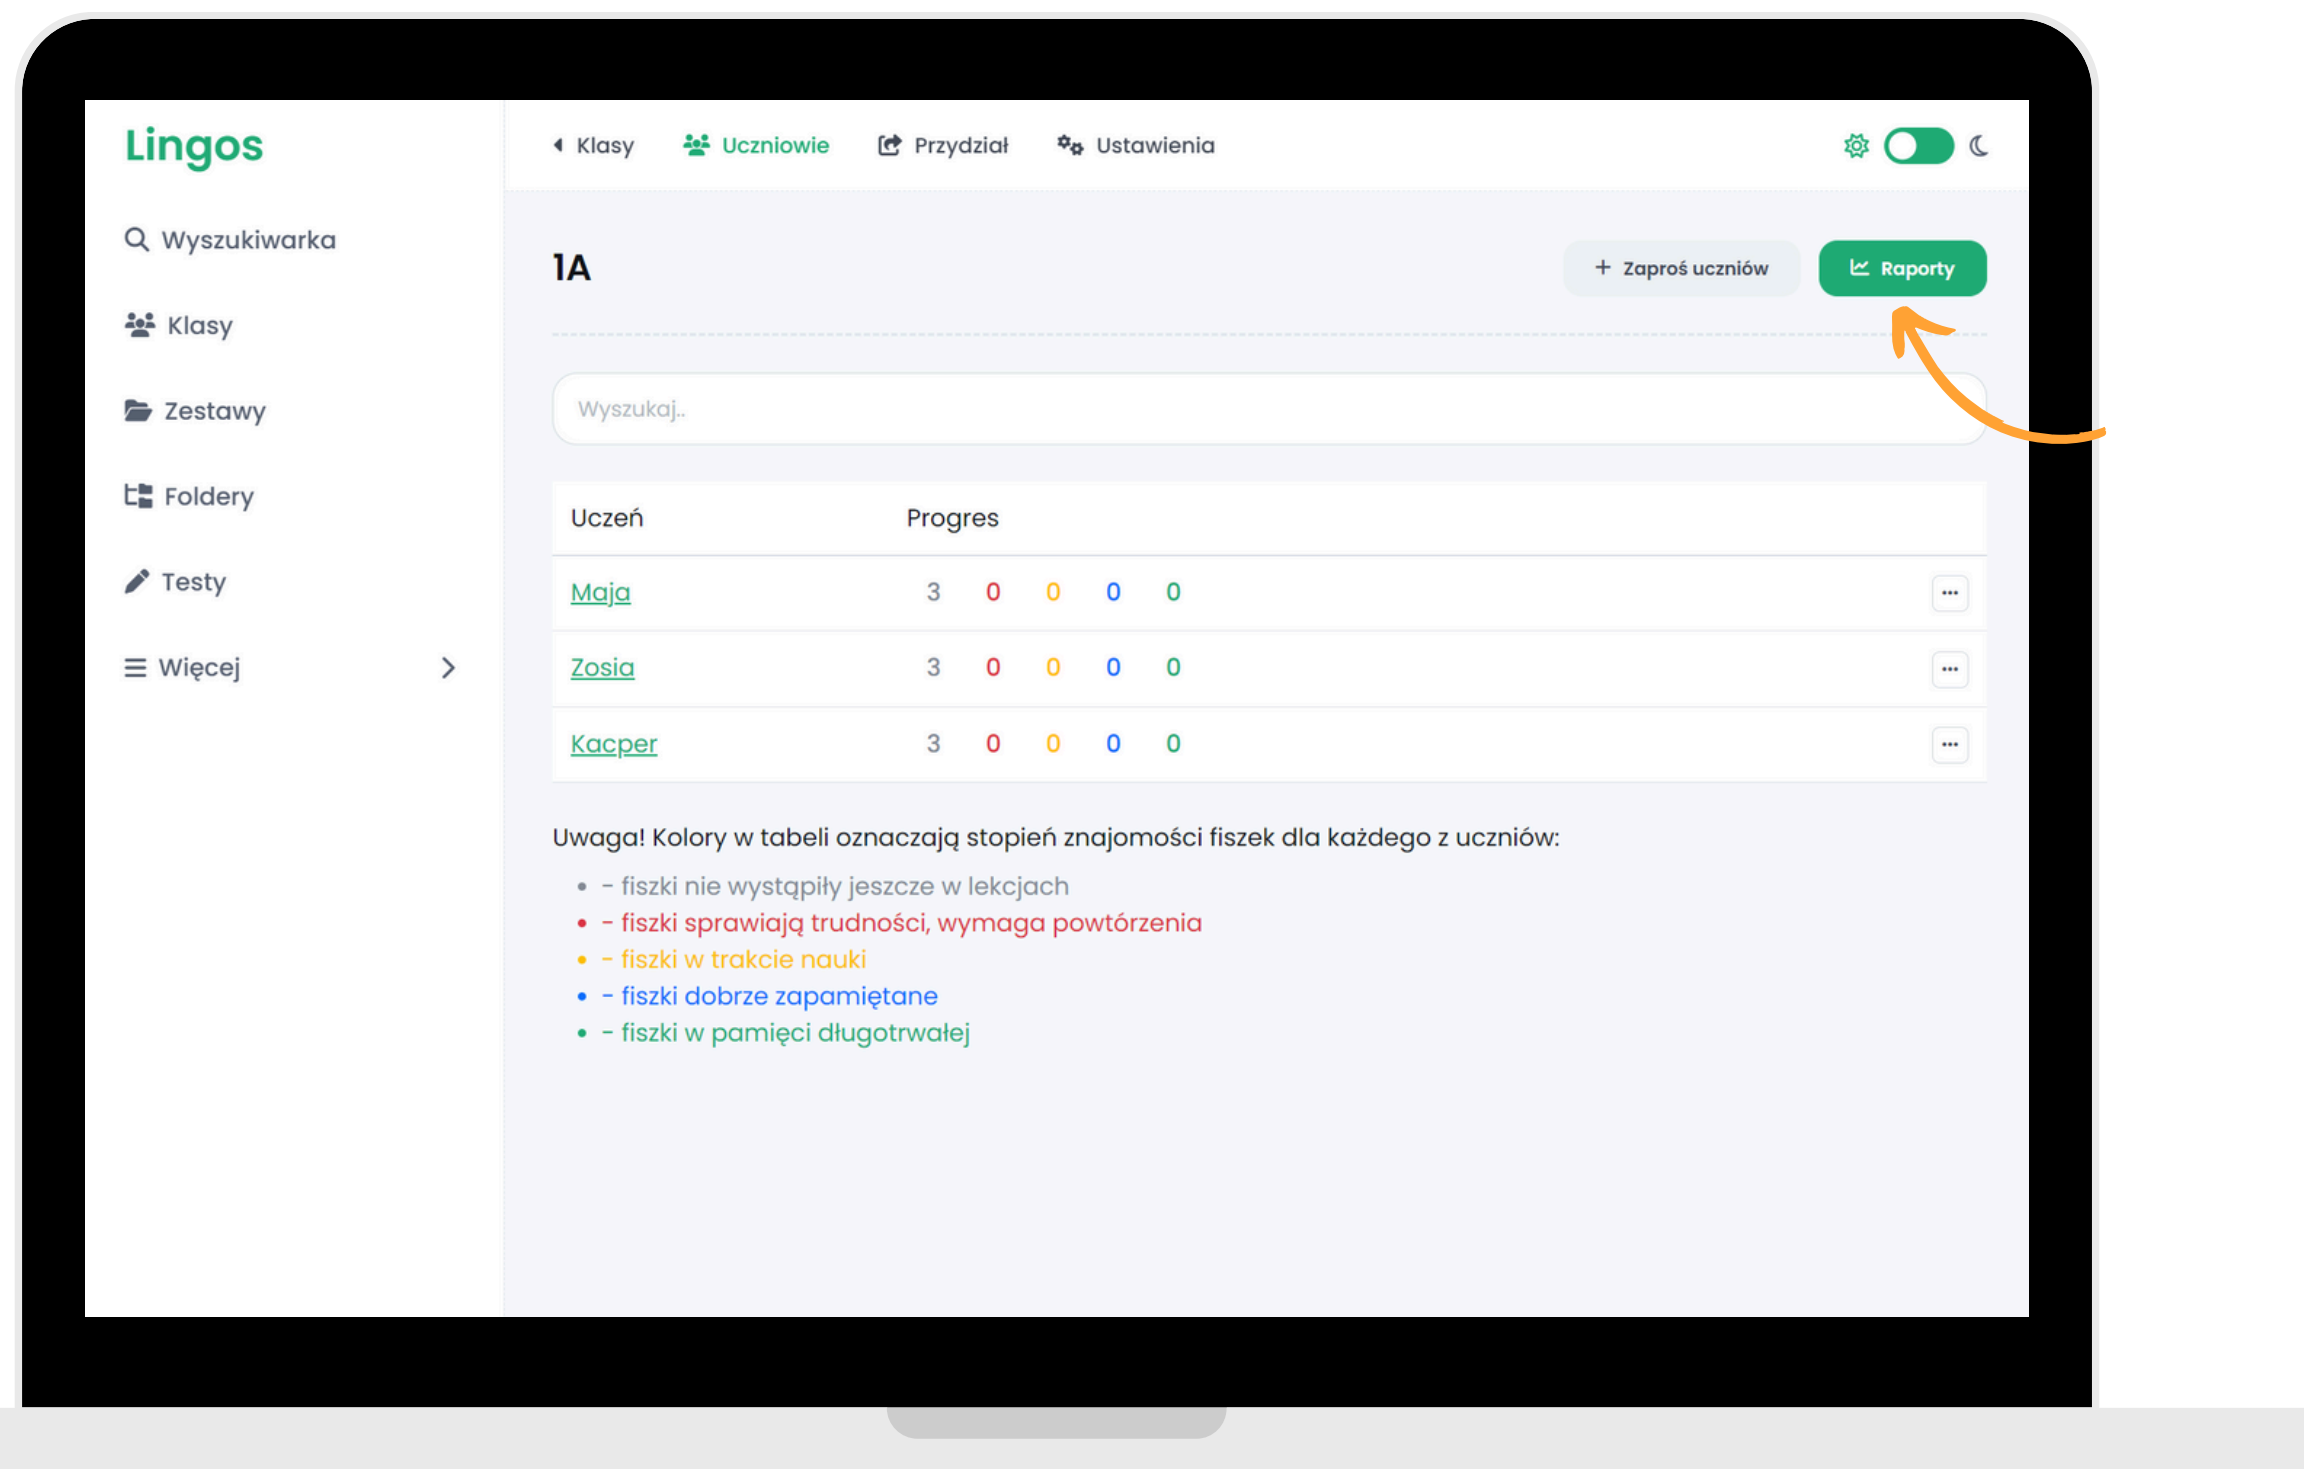 Lingos
Klasy Uczniowie Przydział Ustawienia
Wyszukiwarka
Klasy
Zestawy
Foldery
Testy
Więcej
1A
+ Zaproś uczniów Raporty
Wyszukaj..
Uczeń Progres
Maja 3 0 0 0 0 ...
Zosia 3 0 0 0 0 ...
Kacper 3 0 0 0 0 ...
Uwaga! Kolory w tabeli oznaczają stopień znajomości fiszek dla każdego z uczniów:
• - fiszki nie wystąpiły jeszcze w lekcjach
• - fiszki sprawiają trudności, wymaga powtórzenia
• - fiszki w trakcie nauki
• - fiszki dobrze zapamiętane
• - fiszki w pamięci długotrwałej